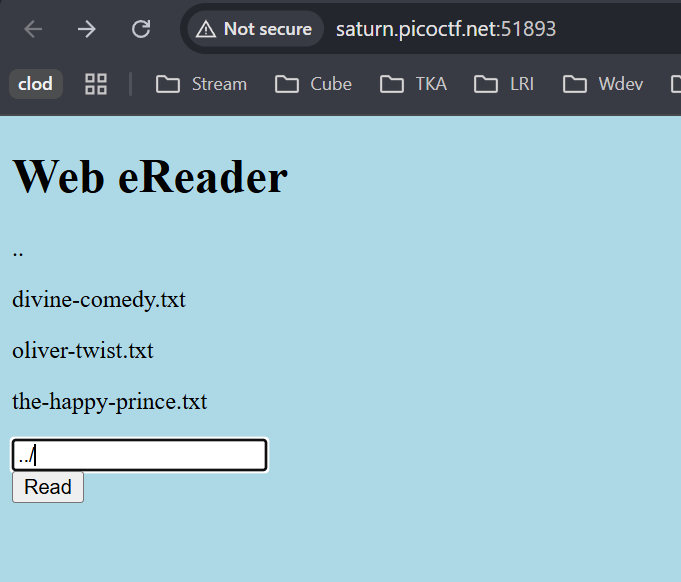 Not secure saturn.picoctf.net:51893
clod Stream Cube TKA LRI Wdev
Web eReader
..
divine-comedy.txt
oliver-twist.txt
the-happy-prince.txt
../
Read